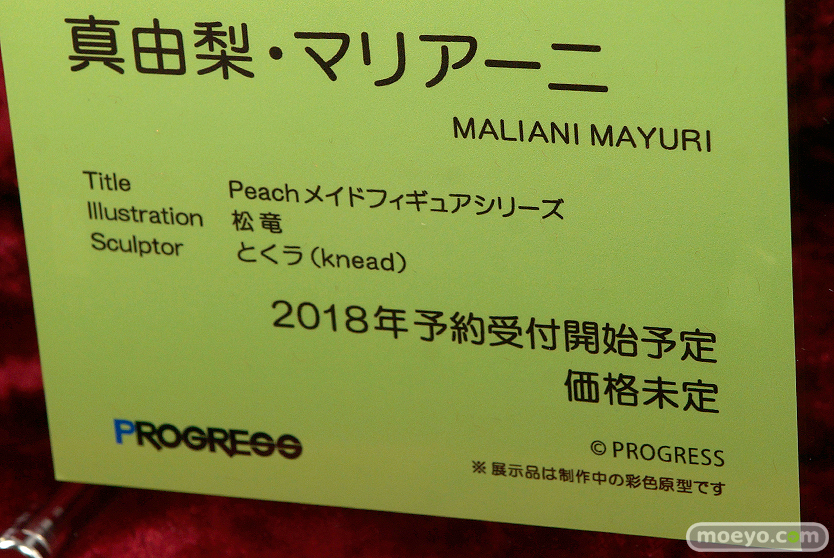 真由梨・マリアーニ
MALIANI MAYURI
Title Peachメイドフィギュアシリーズ
Illustration 松竜
Sculptor とくラ(knead)
2018年予約受付開始予定
価格未定
PROGRESS
©PROGRESS
※展示品は制作中の彩色原型です
moeyo.com